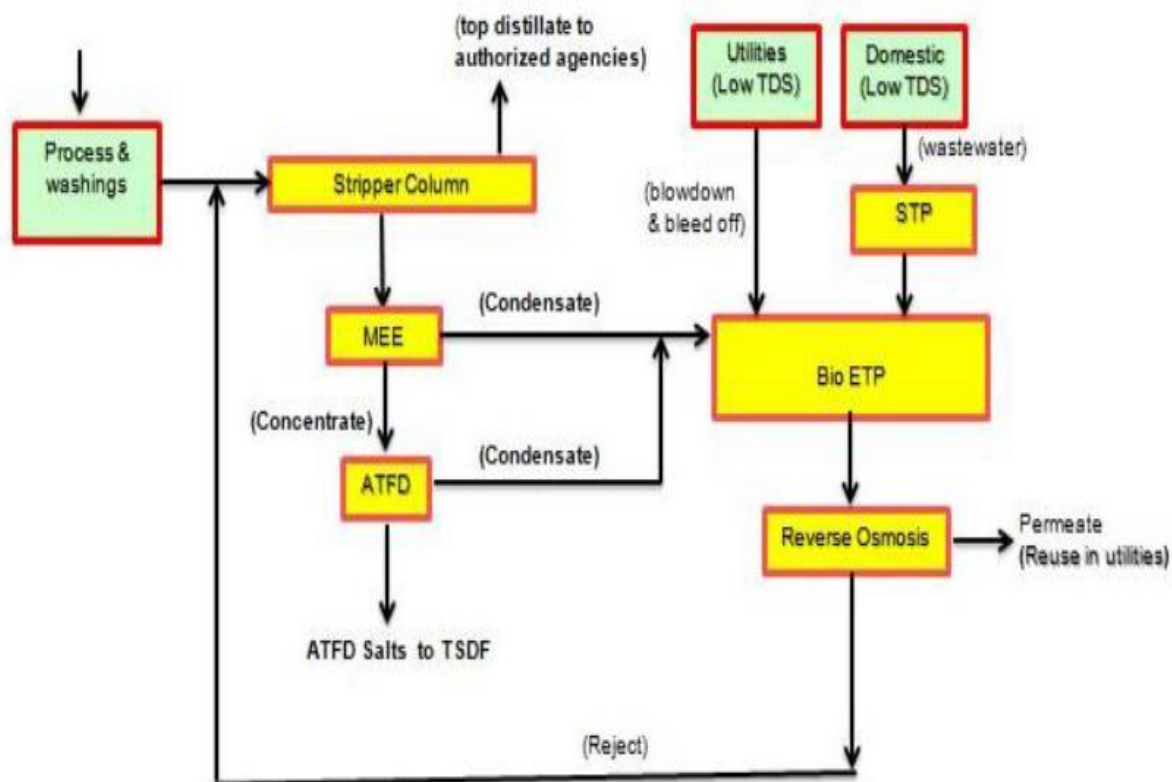 (top distillate to
authorized agencies)
Utilities
(Low TDS)
Domestic
(Low TDS)
Process &
washings
Stripper Column
(wastewater)
(blowdown
& bleed off)
STP
(Condensate)
MEE
Bio ETP
(Concentrate)
(Condensate)
ATFD
Reverse Osmosis
Permeate
(Reuse in utilities)
ATFD Salts to TSDF
(Reject)